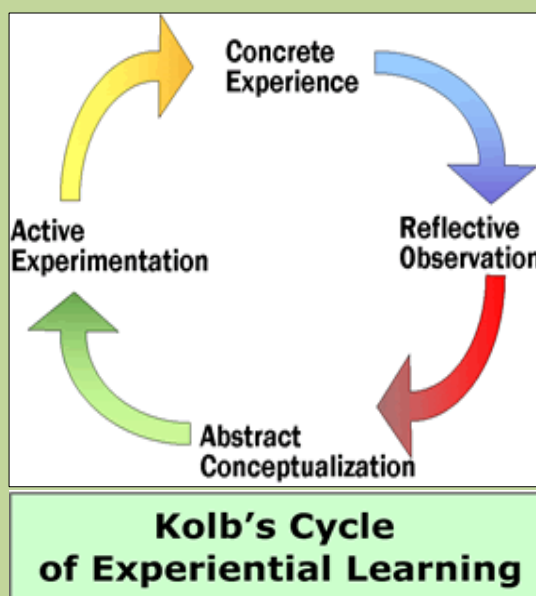 Concrete
Experience
Reflective
Observation
Abstract
Conceptualization
Active
Experimentation
Kolb's Cycle
of Experiential Learning